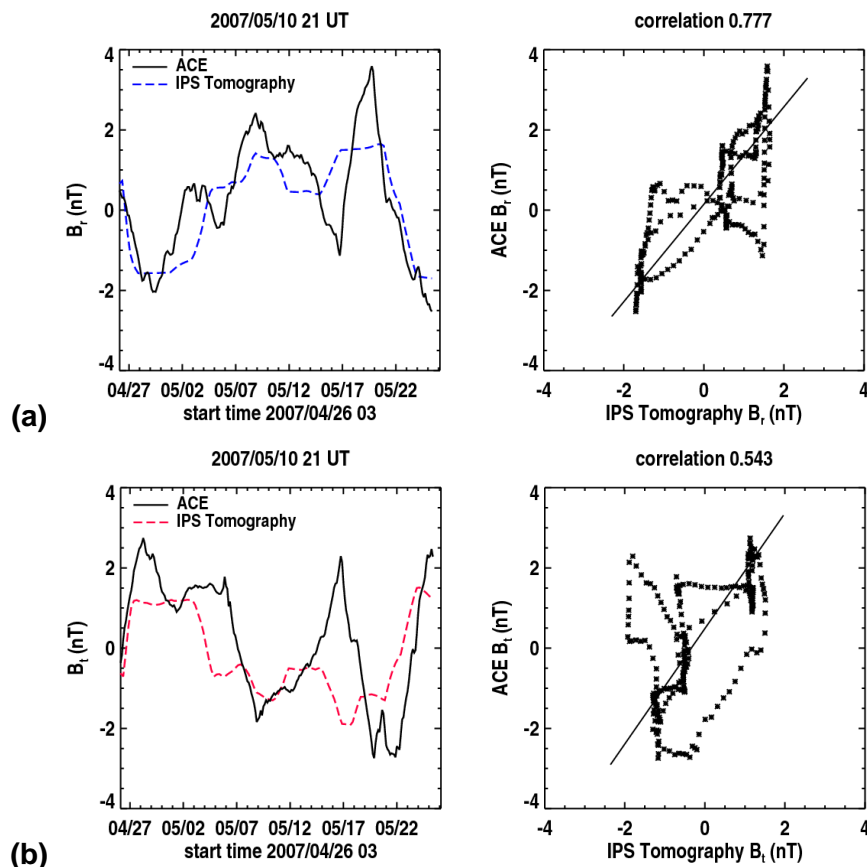 2007/05/10 21 UT
4
2
0
-2
-4
B_r (nT)
ACE
IPS Tomography
04/27 05/02 05/07 05/12 05/17 05/22
start time 2007/04/26 03
correlation 0.777
4
2
0
-2
-4
ACE B_r (nT)
-4 -2 0 2 4
IPS Tomography B_r (nT)
(a)
2007/05/10 21 UT
4
2
0
-2
-4
B_t (nT)
ACE
IPS Tomography
04/27 05/02 05/07 05/12 05/17 05/22
start time 2007/04/26 03
correlation 0.543
4
2
0
-2
-4
ACE B_t (nT)
-4 -2 0 2 4
IPS Tomography B_t (nT)
(b)